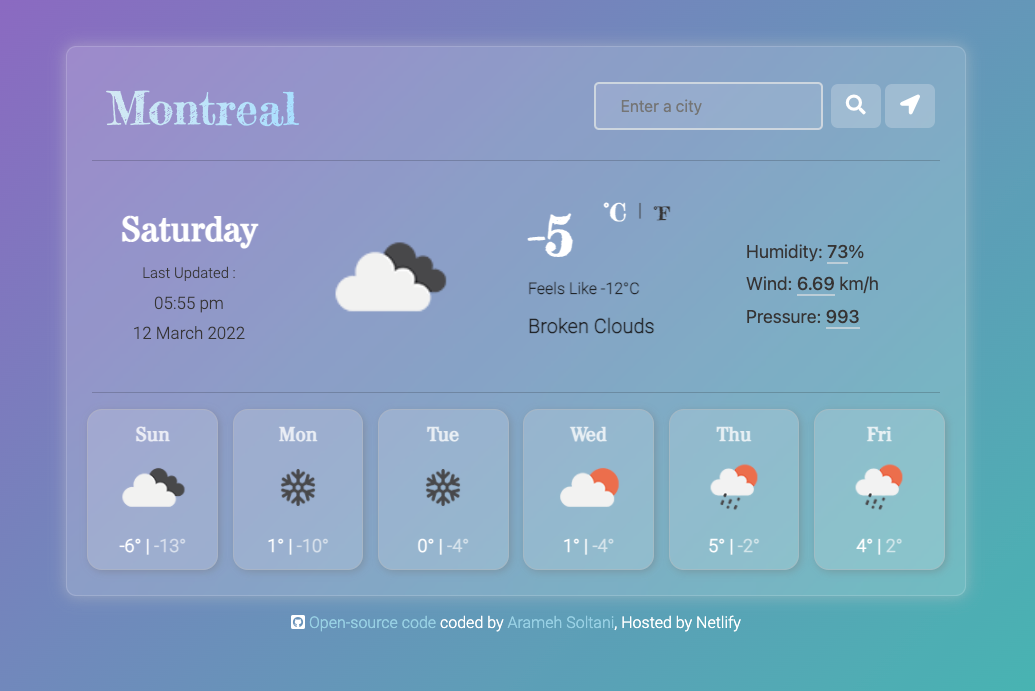 Montreal
Enter a city
Saturday
Last Updated :
05:55 pm
12 March 2022
-5
°C | °F
Feels Like -12°C
Broken Clouds
Humidity: 73%
Wind: 6.69 km/h
Pressure: 993
Sun
-6° | -13°
Mon
1° | -10°
Tue
0° | -4°
Wed
1° | -4°
Thu
5° | -2°
Fri
4° | 2°
Open-source code coded by Arameh Soltani, Hosted by Netlify